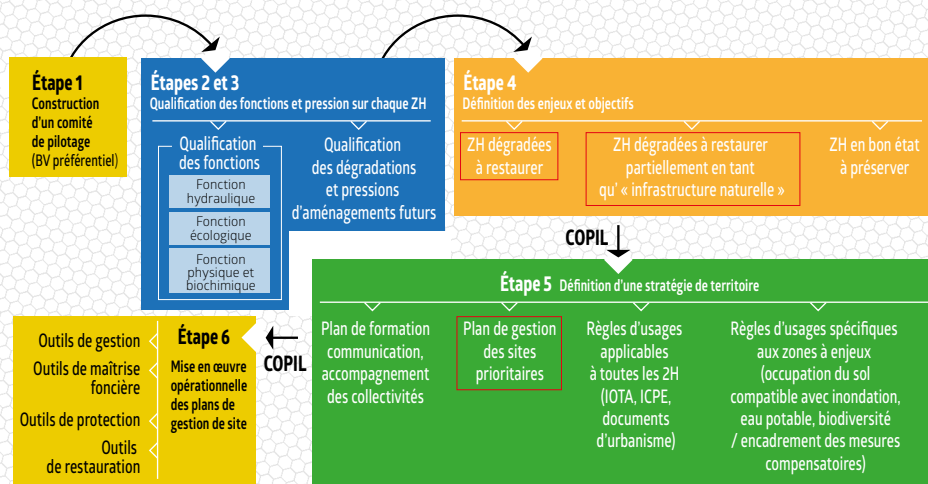 Étape 1
Construction
d'un comité
de pilotage
(BV préférentiel)
Étapes 2 et 3
Qualification des fonctions et pression sur chaque ZH
Qualification
des fonctions
Fonction
hydraulique
Fonction
écologique
Fonction
physique et
biochimique
Qualification
des dégradations
et pressions
d'aménagements futurs
Étape 4
Définition des enjeux et objectifs
ZH dégradées
à restaurer
ZH dégradées à restaurer
partiellement en tant
qu' « infrastructure naturelle »
ZH en bon état
à préserver
COPIL
Étape 5 Définition d'une stratégie de territoire
Plan de formation
communication,
accompagnement
des collectivités
Plan de gestion
des sites
prioritaires
Règles d'usages
applicables
à toutes les 2H
(IOTA, ICPE,
documents
d'urbanisme)
Règles d'usages spécifiques
aux zones à enjeu
(occupation du sol
compatible avec inondation,
eau potable, biodiversité
/ encadrement des mesures
compensatoires)
COPIL
Étape 6
Mise en œuvre
opérationnelle
des plans de
gestion de site
Outils de gestion
Outils de maîtrise
foncière
Outils de protection
Outils
de restauration